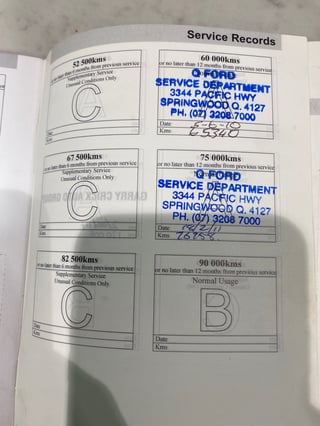 Service Records
52 500kms
or no later than 6 months from previous service
Supplementary Service
Unusual Conditions Only
C
Date
Kms
60 000kms
or no later than 12 months from previous service
Q FORD
SERVICE DEPARTMENT
3344 PACIFIC HWY
SPRINGWOOD Q. 4127
PH. (07) 3208 7000
Date
Kms 65340
67 500kms
or no later than 6 months from previous service
Supplementary Service
Unusual Conditions Only
C
Date
Kms
75 000kms
or no later than 12 months from previous service
Q FORD
SERVICE DEPARTMENT
3344 PACIFIC HWY
SPRINGWOOD Q. 4127
PH. (07) 3208 7000
Date
Kms
82 500kms
or no later than 6 months from previous service
Supplementary Service
Unusual Conditions Only
C
Date
Kms
90 000kms
or no later than 12 months from previous service
Normal Usage
B
Date
Kms